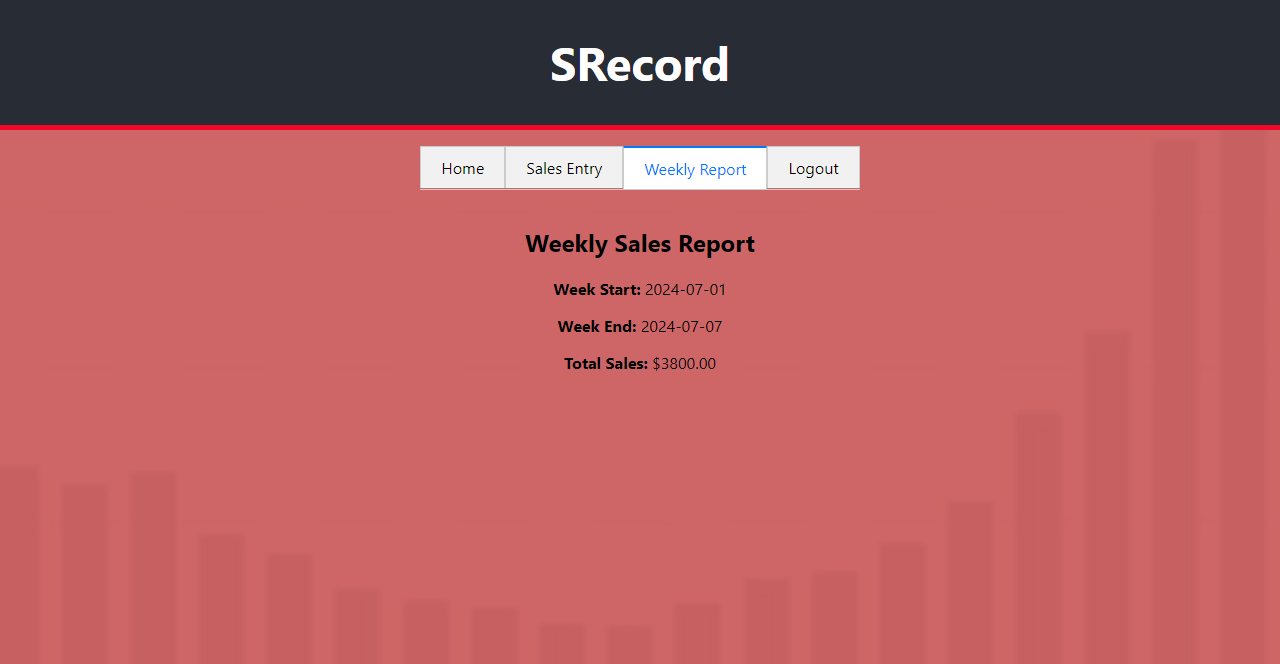 SRecord
Home Sales Entry Weekly Report Logout
Weekly Sales Report
Week Start: 2024-07-01
Week End: 2024-07-07
Total Sales: $3800.00